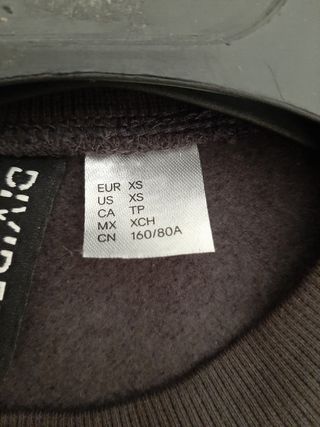 EUR XS
US XS
CA TP
MX XCH
CN 160/80A